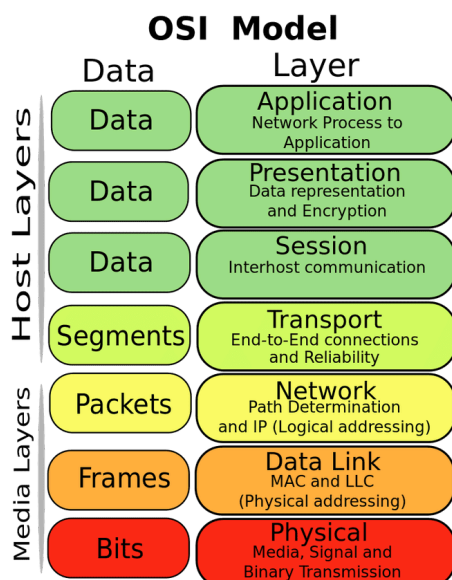 OSI Model
Data
Layer
Host Layers
Data
Application
Network Process to
Application
Data
Presentation
Data representation
and Encryption
Data
Session
Interhost communication
Segments
Transport
End-to-End connections
and Reliability
Media Layers
Packets
Network
Path Determination
and IP (Logical addressing)
Frames
Data Link
MAC and LLC
(Physical addressing)
Bits
Physical
Media, Signal and
Binary Transmission